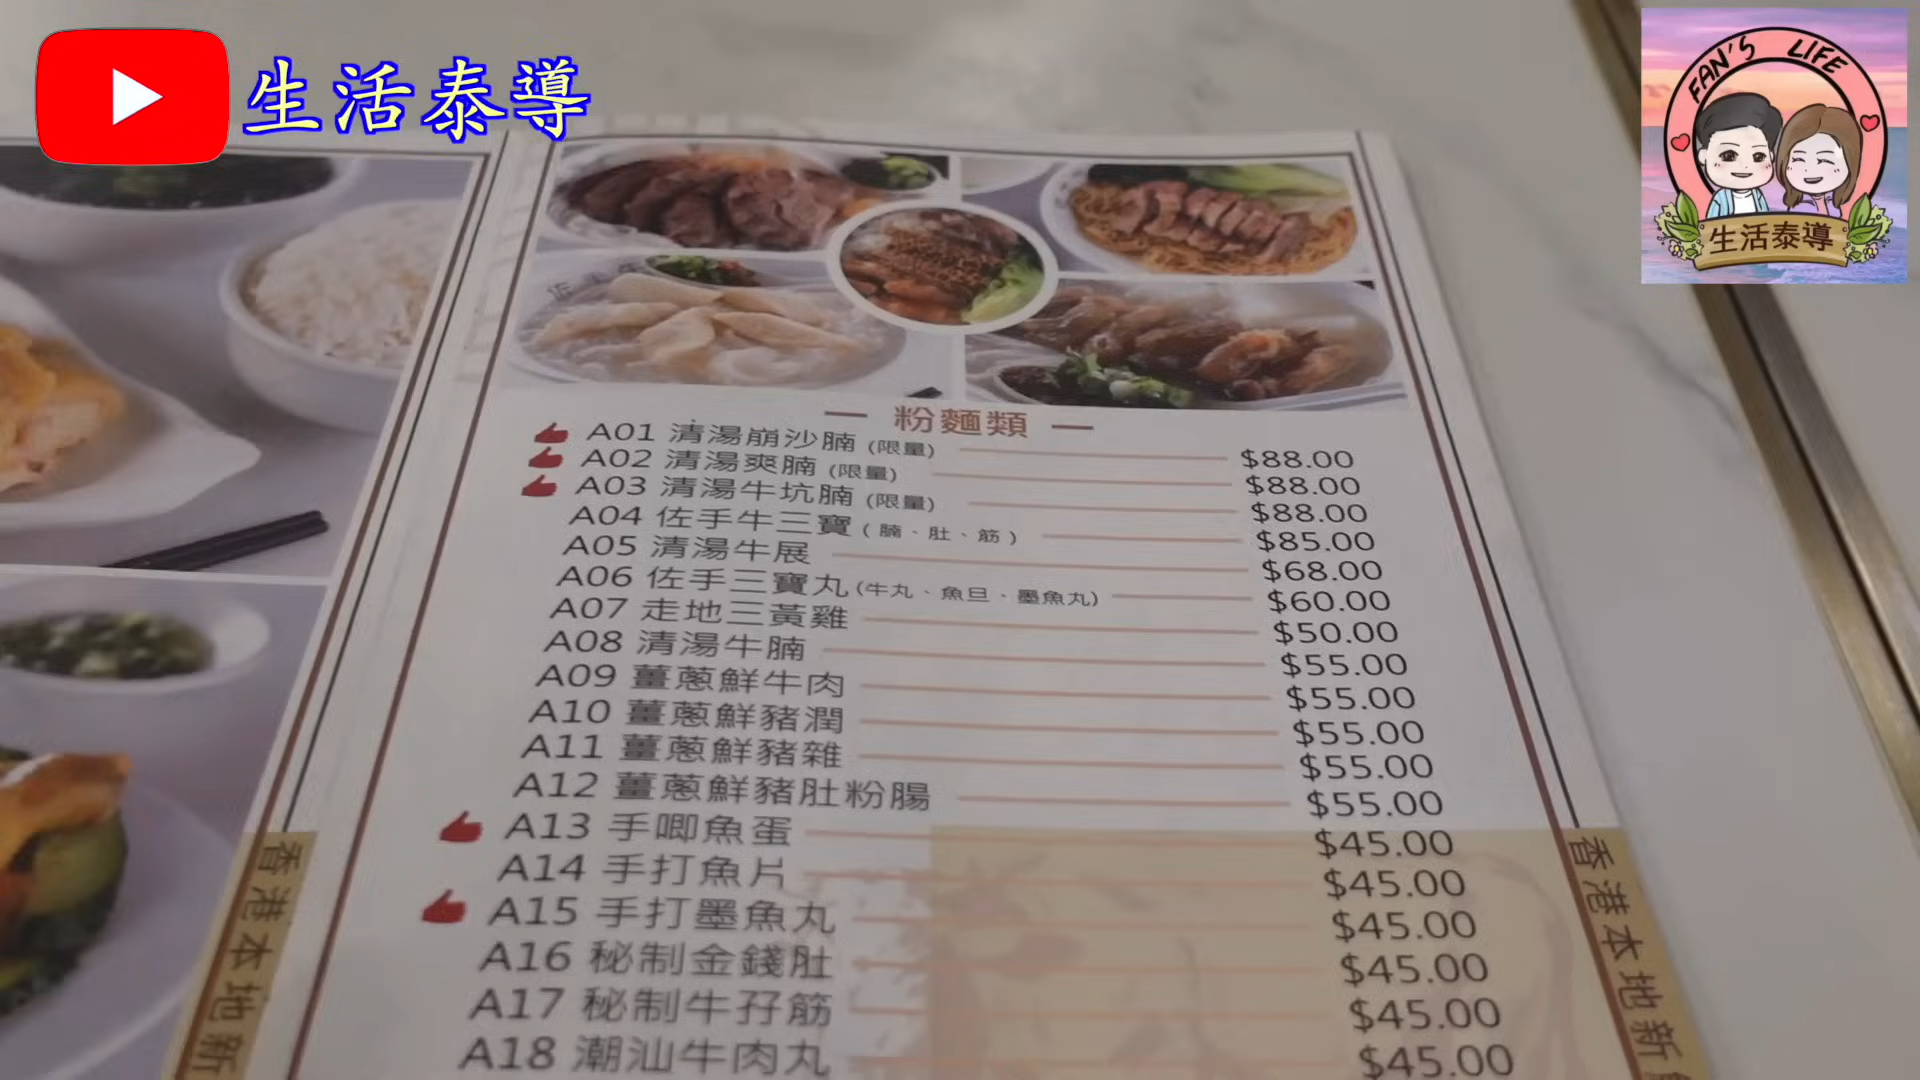 生活泰導
FAN'S LIFE
生活泰導
粉麵類
A01 清湯崩沙腩 (限量) $88.00
A02 清湯爽腩 (限量) $88.00
A03 清湯牛坑腩 (限量) $88.00
A04 佐手牛三寶 (腩、肚、筋) $85.00
A05 清湯牛展 $68.00
A06 佐手三寶丸 (牛丸、魚旦、墨魚丸) $60.00
A07 走地三黃雞 $50.00
A08 清湯牛腩 $55.00
A09 薑蔥鮮牛肉 $55.00
A10 薑蔥鮮豬潤 $55.00
A11 薑蔥鮮豬雜 $55.00
A12 薑蔥鮮豬肚粉腸 $55.00
A13 手唧魚蛋 $45.00
A14 手打魚片 $45.00
A15 手打墨魚丸 $45.00
A16 秘制金錢肚 $45.00
A17 秘制牛孖筋 $45.00
A18 潮汕牛肉丸 $45.00
香港本地新
香港本地新